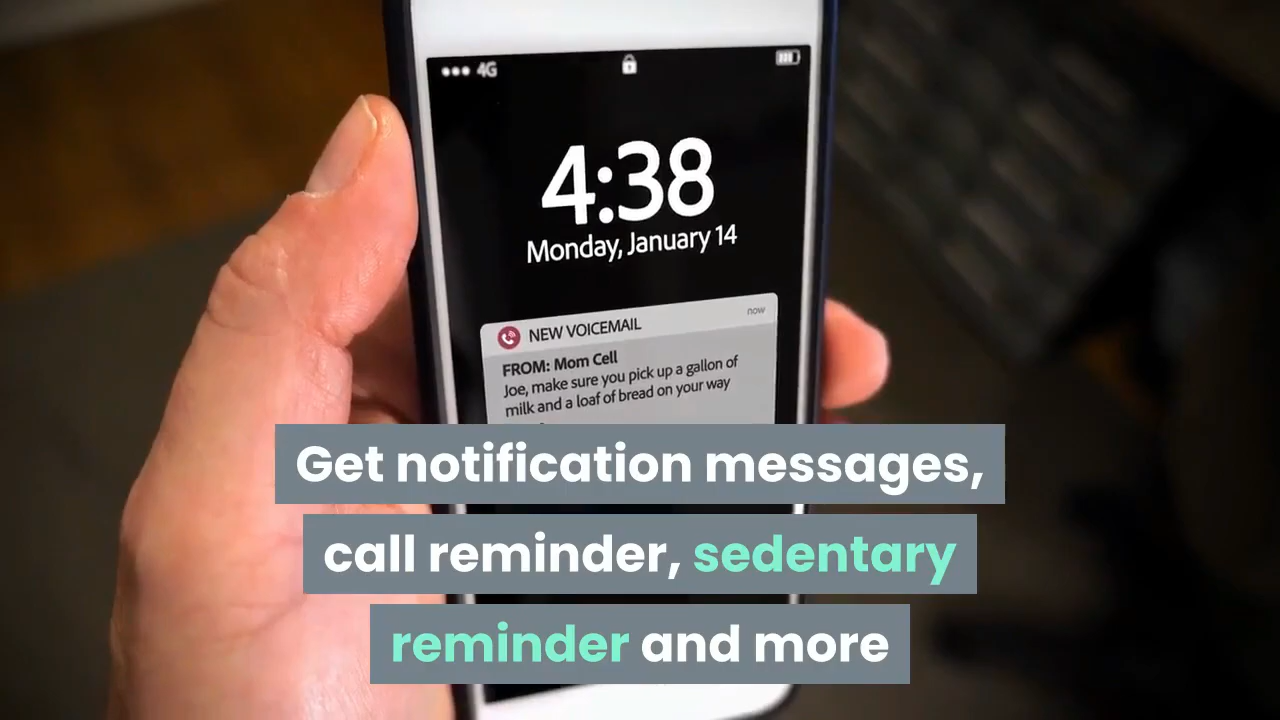 4G
4:38
Monday, January 14
NEW VOICEMAIL
now
FROM: Mom Cell
Joe, make sure you pick up a gallon of
milk and a loaf of bread on your way
Get notification messages,
call reminder, sedentary
reminder and more